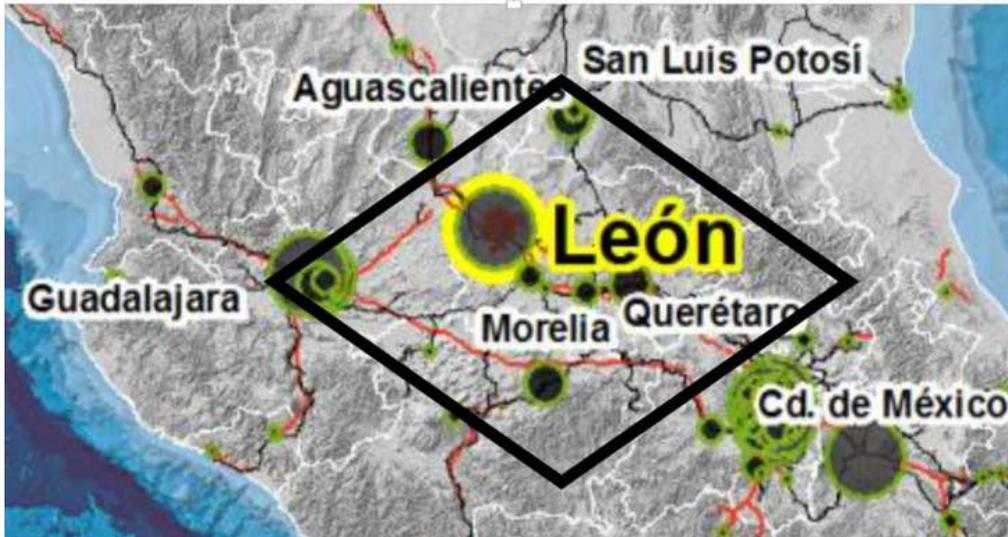 San Luis Potosí
Aguascalientes
León
Guadalajara
Morelia
Querétaro
Cd. de México